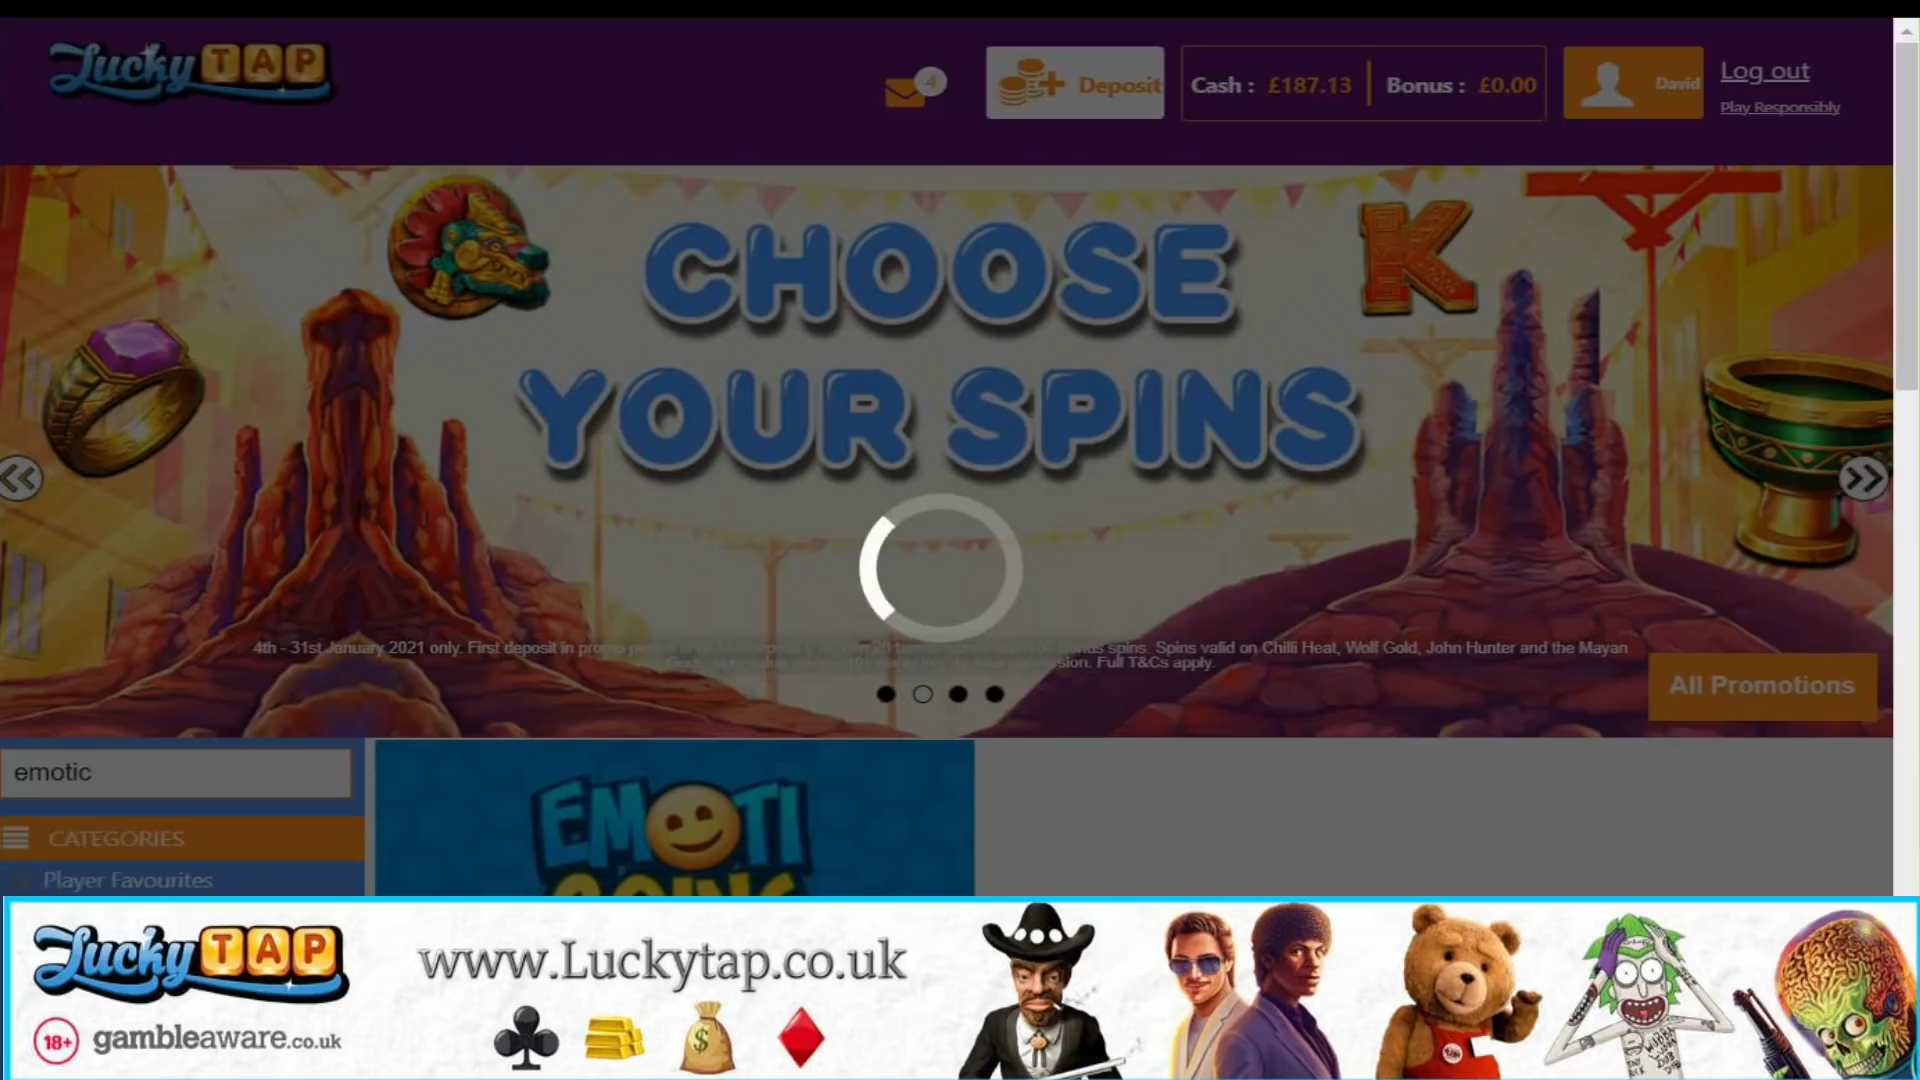 Lucky TAP
4
Deposit
Cash : £187.13
Bonus : £0.00
David
Log out
Play Responsibly
CHOOSE
YOUR SPINS
K
4th - 31st January 2021 only. First deposit in promo
spins. Spins valid on Chilli Heat, Wolf Gold, John Hunter and the Mayan
Full T&Cs apply.
All Promotions
emotic
CATEGORIES
Player Favourites
EMOTI
COINS
Lucky TAP
www.Luckytap.co.uk
18+ gambleaware.co.uk